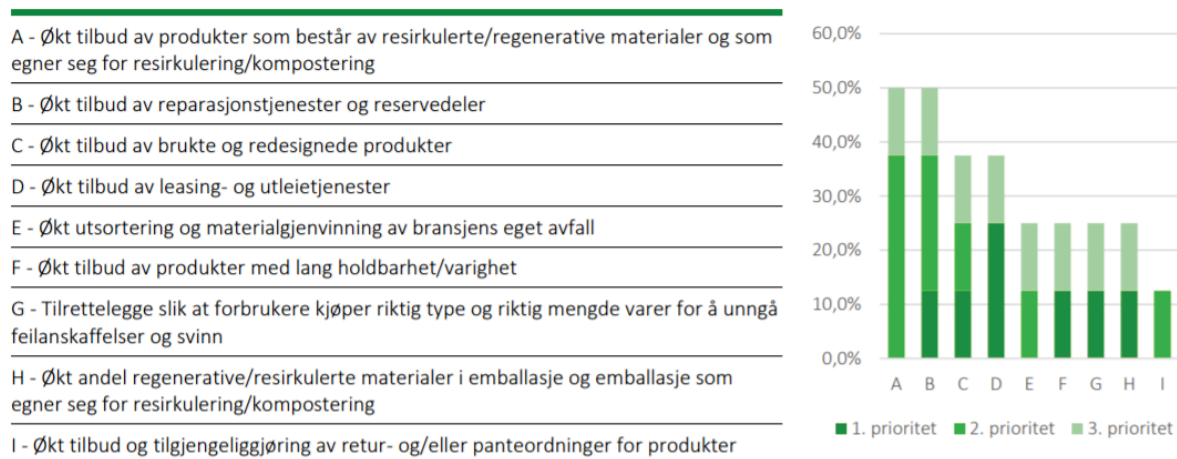 A - Økt tilbud av produkter som består av resirkulerte/regenerative materialer og som
egner seg for resirkulering/kompostering
B - Økt tilbud av reparasjonstjenester og reservedeler
C - Økt tilbud av brukte og redesignede produkter
D - Økt tilbud av leasing- og utleietjenester
E - Økt utsortering og materialgjenvinning av bransjens eget avfall
F - Økt tilbud av produkter med lang holdbarhet/varighet
G - Tilrettelegge slik at forbrukere kjøper riktig type og riktig mengde varer for å unngå
feilanskaffelser og svinn
H - Økt andel regenerative/resirkulerte materialer i emballasje og emballasje som
egner seg for resirkulering/kompostering
I - Økt tilbud og tilgjengeliggjøring av retur- og/eller panteordninger for produkter
60,0%
50,0%
40,0%
30,0%
20,0%
10,0%
0,0%
A B C D E F G H I
1. prioritet 2. prioritet 3. prioritet